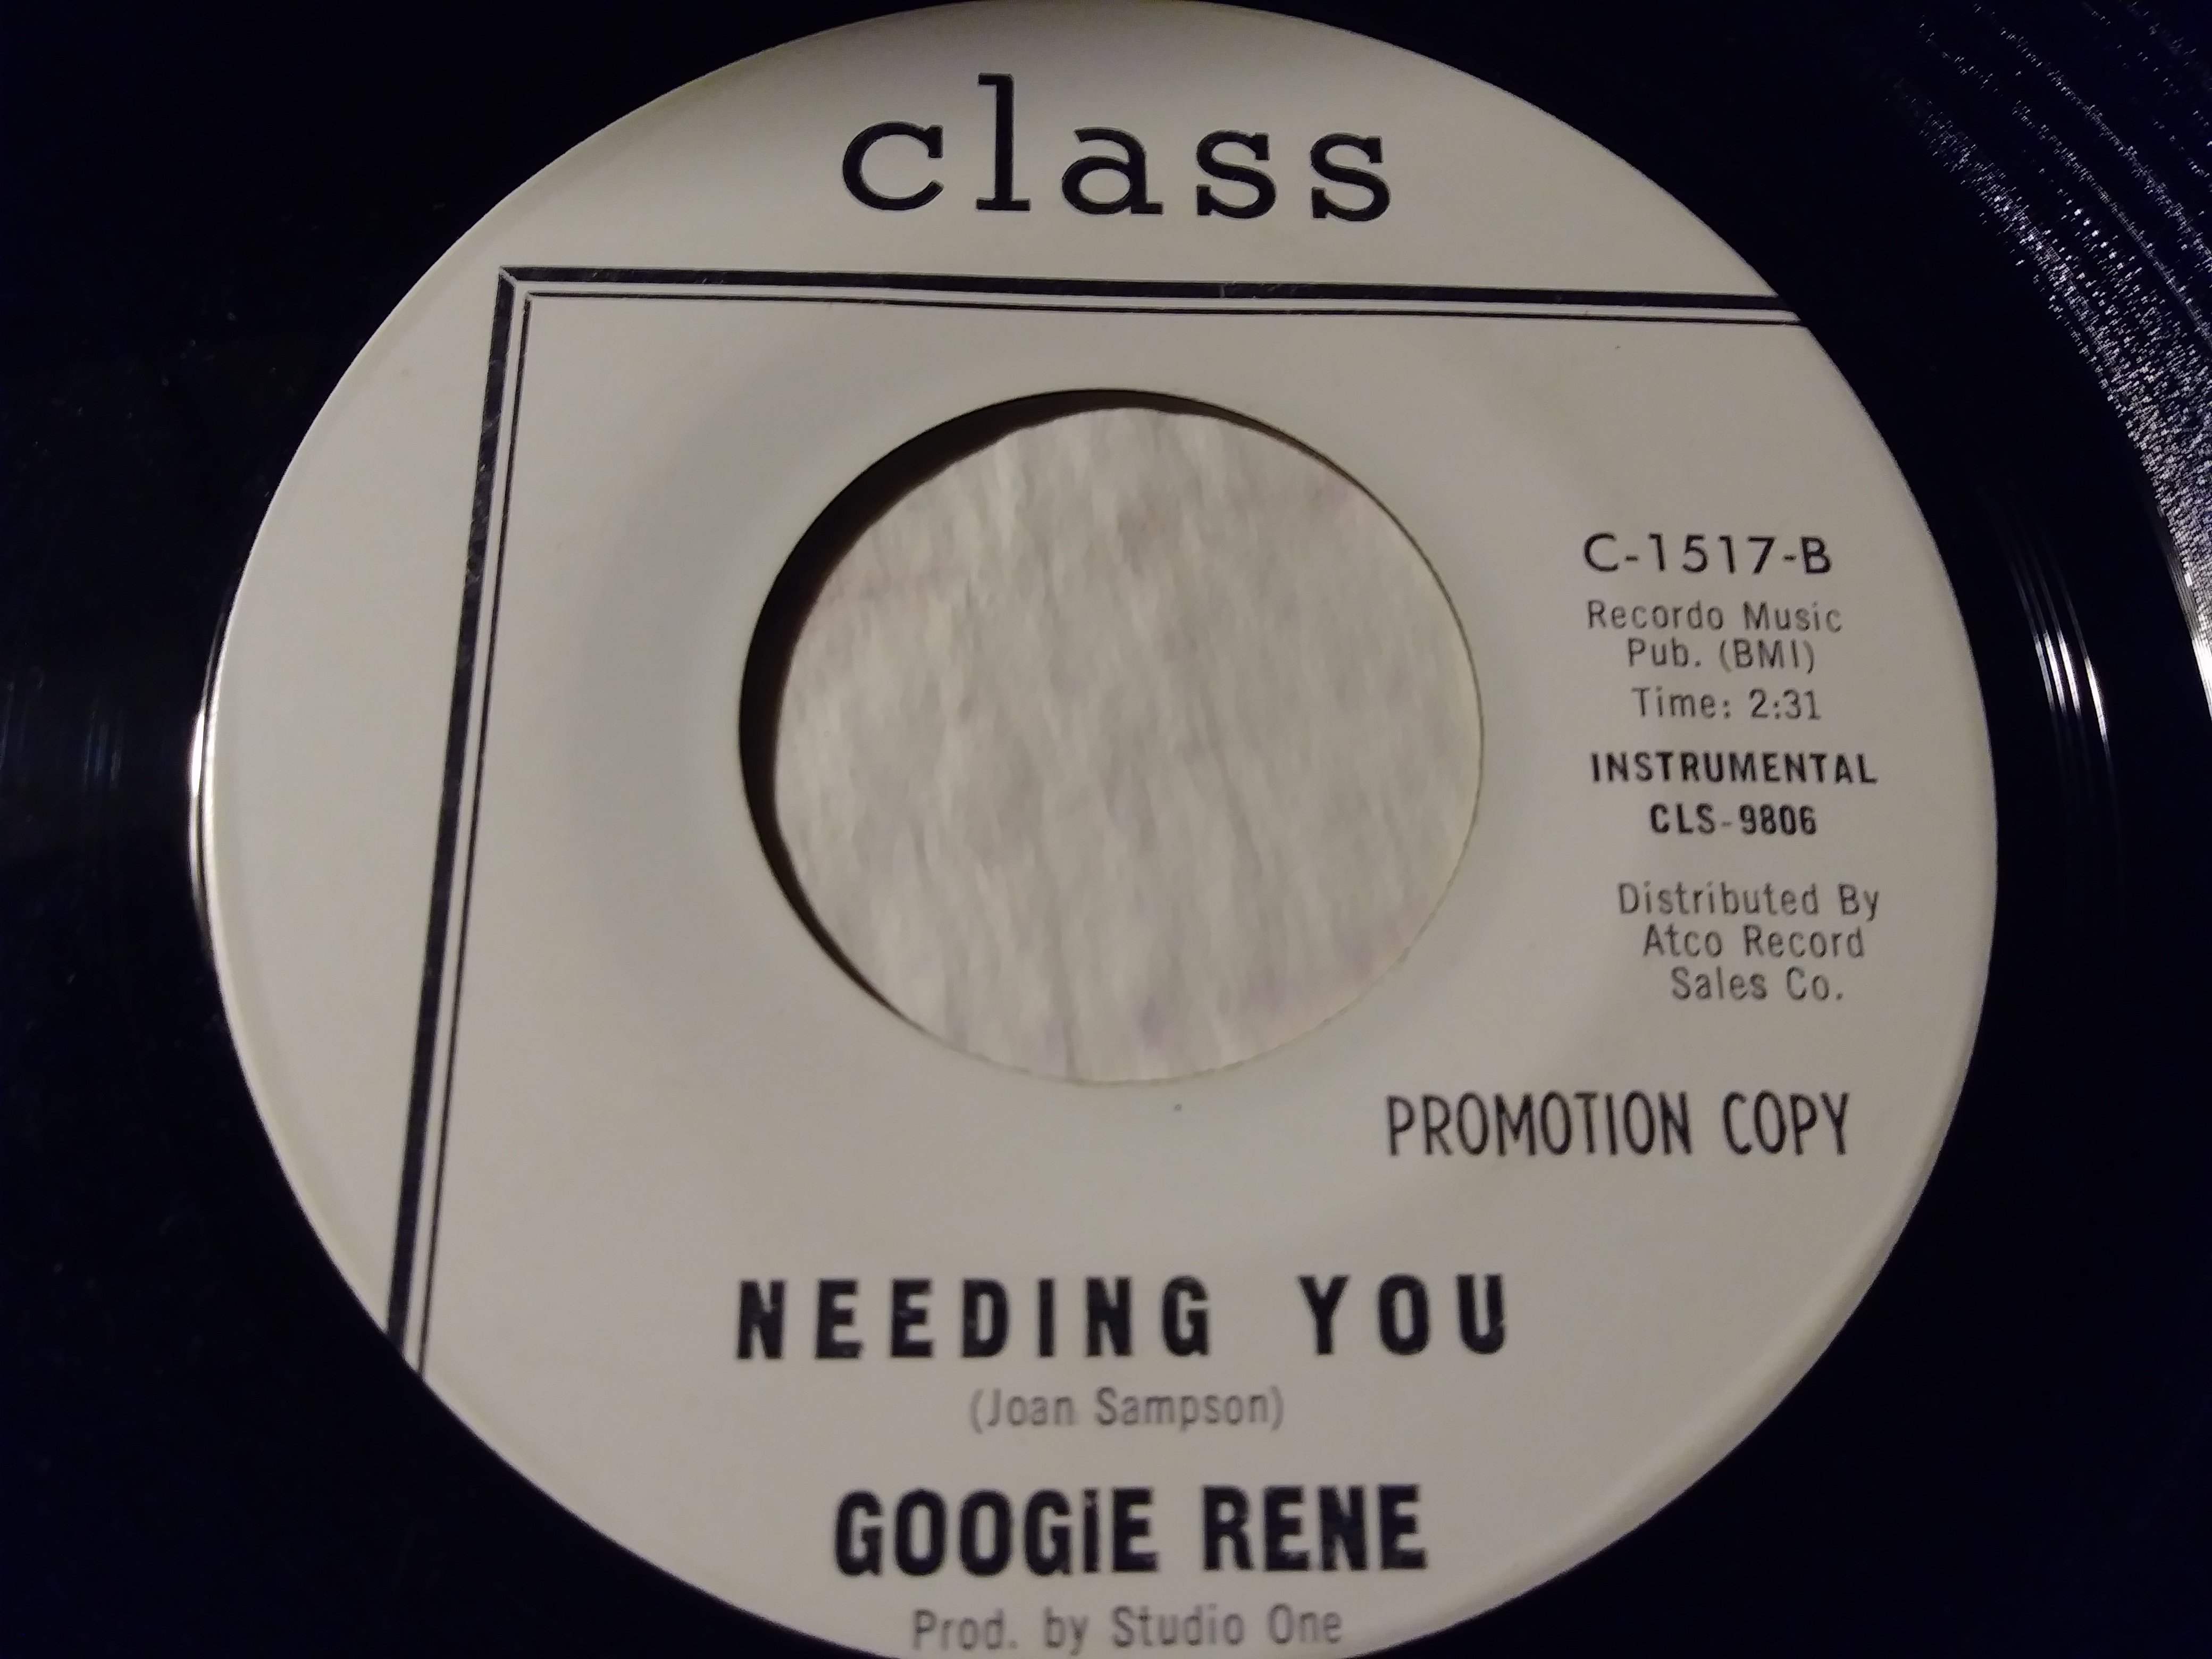 class
C-1517-B
Recordo Music
Pub. (BMI)
Time: 2:31
INSTRUMENTAL
CLS-9806
Distributed By
Atco Record
Sales Co.
PROMOTION COPY
NEEDING YOU
(Joan Sampson)
GOOGiE RENE
Prod. by Studio One